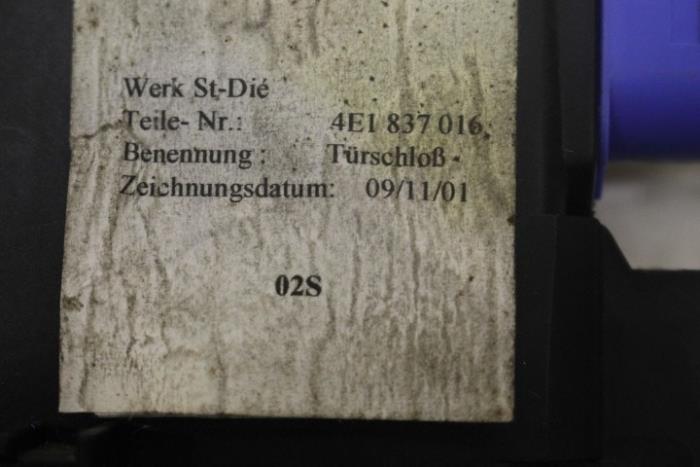 Werk St-Dié
Teile- Nr.: 4E1 837 016
Benennung : Türschloß
Zeichnungsdatum: 09/11/01
02S